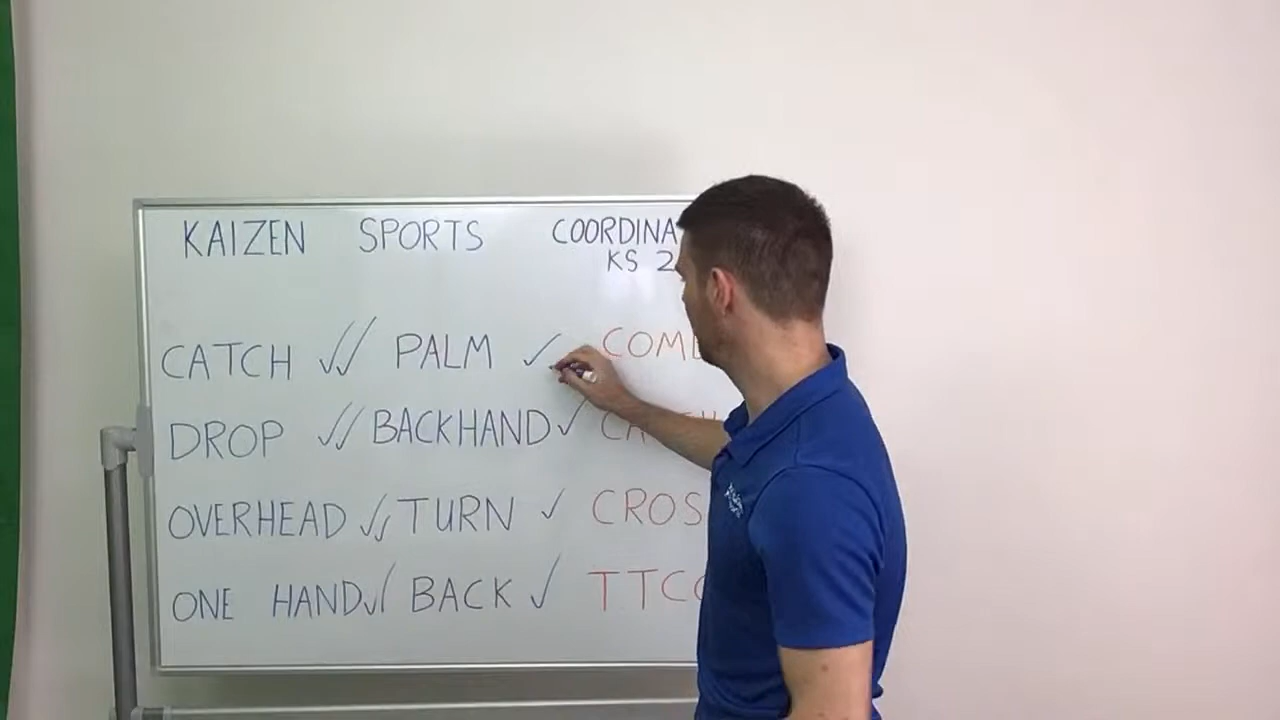 KAIZEN SPORTS COORDINA
KS 2
CATCH ✓✓ PALM ✓ COMB
DROP ✓✓ BACKHAND ✓
OVERHEAD ✓✓ TURN ✓ CROS
ONE HAND ✓✓ BACK ✓ TTC